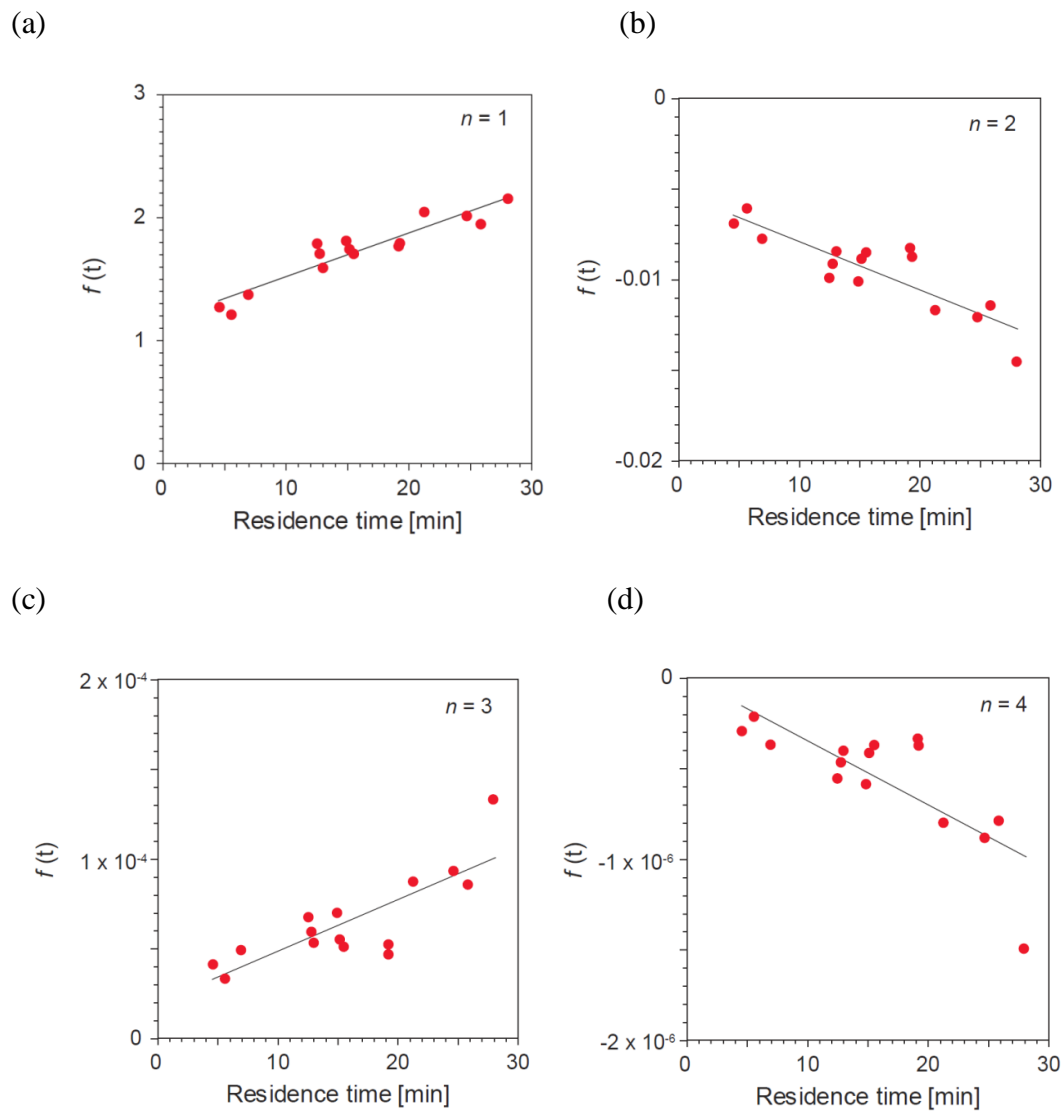 (a)
3
n = 1
2
f (t)
1
0
0
10
20
30
Residence time [min]
(b)
0
n = 2
f (t)
-0.01
-0.02
0
10
20
30
Residence time [min]
(c)
2 x 10⁻⁴
n = 3
f (t)
1 x 10⁻⁴
0
0
10
20
30
Residence time [min]
(d)
0
n = 4
f (t)
-1 x 10⁻⁶
-2 x 10⁻⁶
0
10
20
30
Residence time [min]